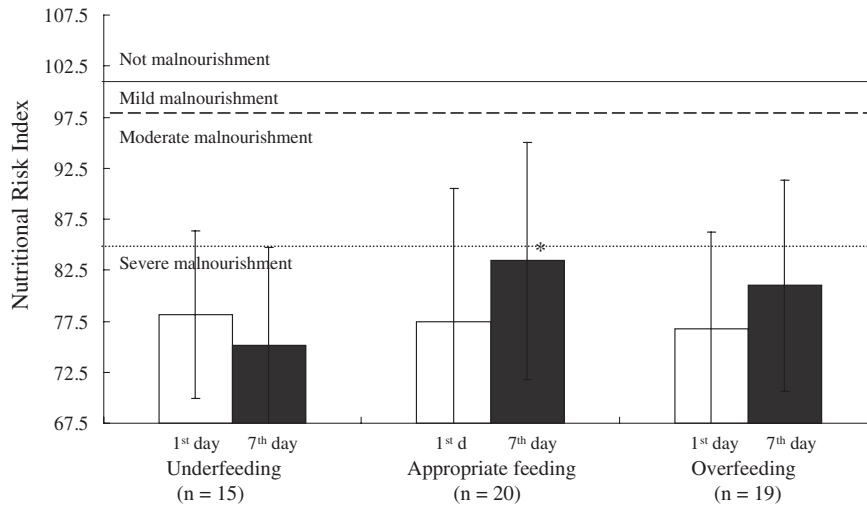 Nutritional Risk Index
107.5
102.5
97.5
92.5
87.5
82.5
77.5
72.5
67.5
Not malnourishment
Mild malnourishment
Moderate malnourishment
Severe malnourishment
*
1st day 7th day 1st d 7th day 1st day 7th day
Underfeeding Appropriate feeding Overfeeding
(n = 15) (n = 20) (n = 19)